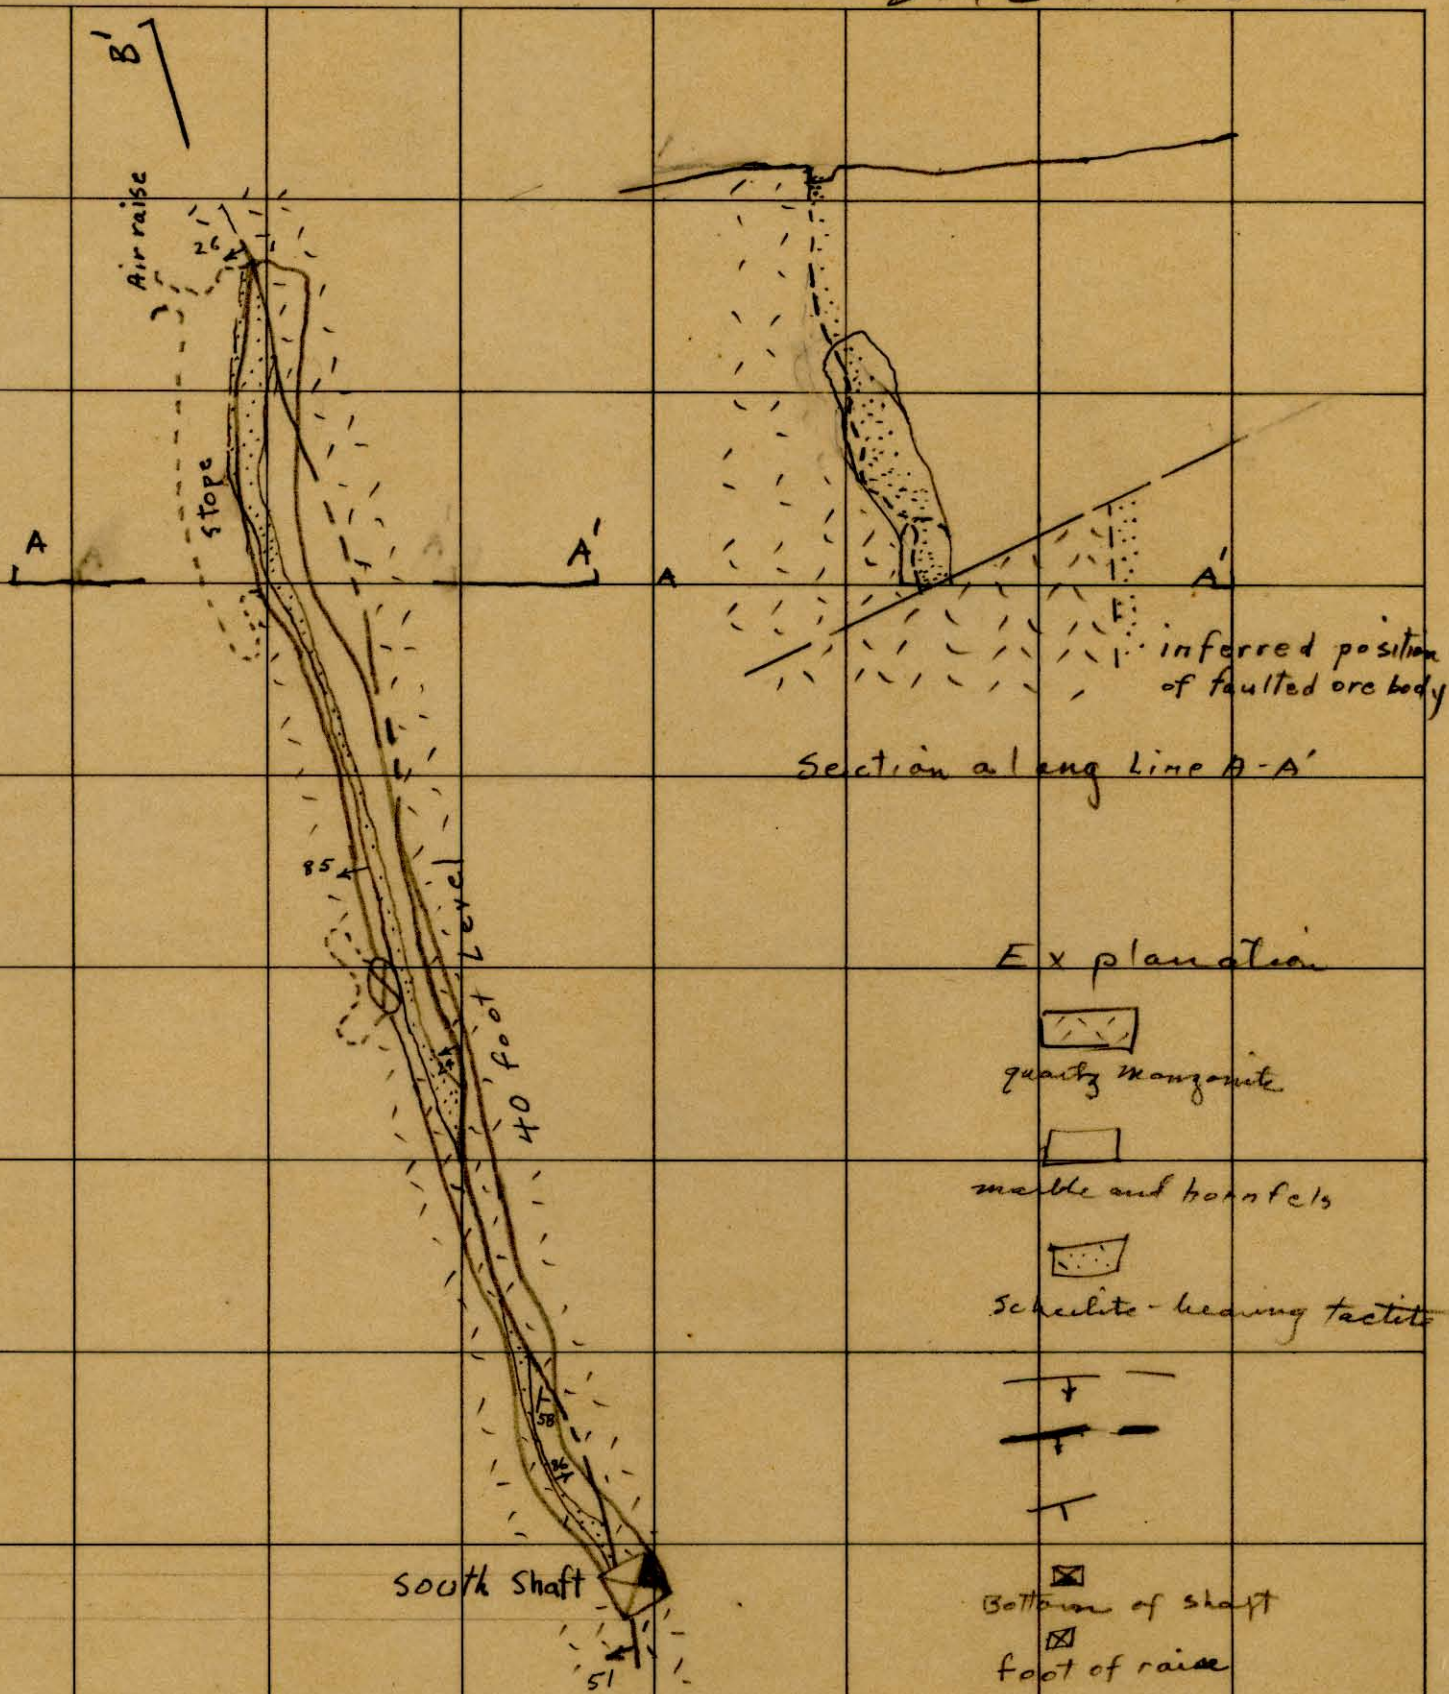 B'
Air raise
26
stope
A
A'
A
A'
inferred position
of faulted ore body
Section along Line A-A'
85
40 foot Level
Explanation
quartz monzonite
marble and hornfels
Scheelite-bearing tactite
58
86
South Shaft
51
Bottom of shaft
foot of raise